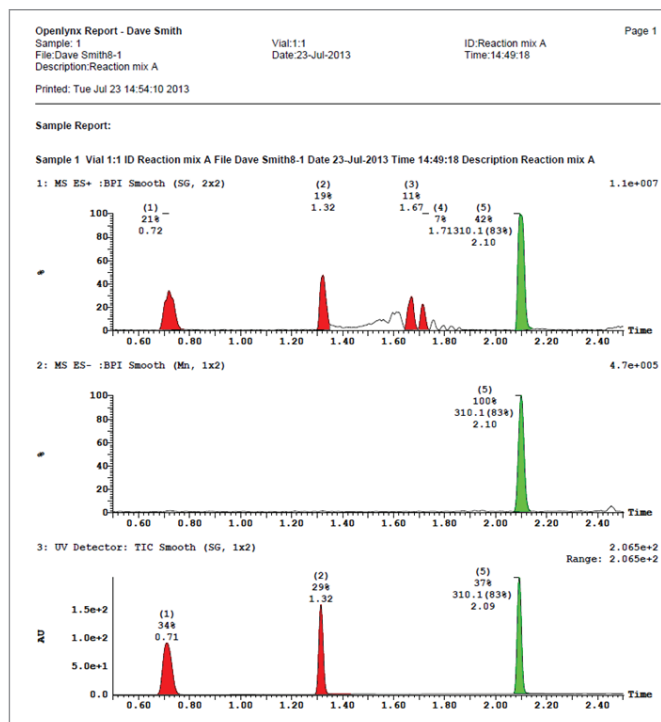 Openlynx Report - Dave Smith Page 1
Sample: 1 Vial:1:1 ID:Reaction mix A
File:Dave Smith8-1 Date:23-Jul-2013 Time:14:49:18
Description:Reaction mix A
Printed: Tue Jul 23 14:54:10 2013
Sample Report:
Sample 1 Vial 1:1 ID Reaction mix A File Dave Smith8-1 Date 23-Jul-2013 Time 14:49:18 Description Reaction mix A
1: MS ES+ :BPI Smooth (SG, 2x2) 1.1e+007
(2) (3)
19% 11%
1.32 1.67
(1) (4) (5)
21% 7% 42%
0.72 1.71 310.1(83%)
2.10
100
80
60
%
40
20
0
0.60 0.80 1.00 1.20 1.40 1.60 1.80 2.00 2.20 2.40 Time
2: MS ES- :BPI Smooth (Mn, 1x2) 4.7e+005
(5)
100%
310.1(83%)
2.10
100
80
60
%
40
20
0
0.60 0.80 1.00 1.20 1.40 1.60 1.80 2.00 2.20 2.40 Time
3: UV Detector: TIC Smooth (SG, 1x2) 2.065e+2
Range: 2.065e+2
(5)
37%
310.1(83%)
2.09
(2)
29%
1.32
(1)
34%
0.71
1.5e+2
1.0e+2
AU
5.0e+1
0.0
0.60 0.80 1.00 1.20 1.40 1.60 1.80 2.00 2.20 2.40 Time